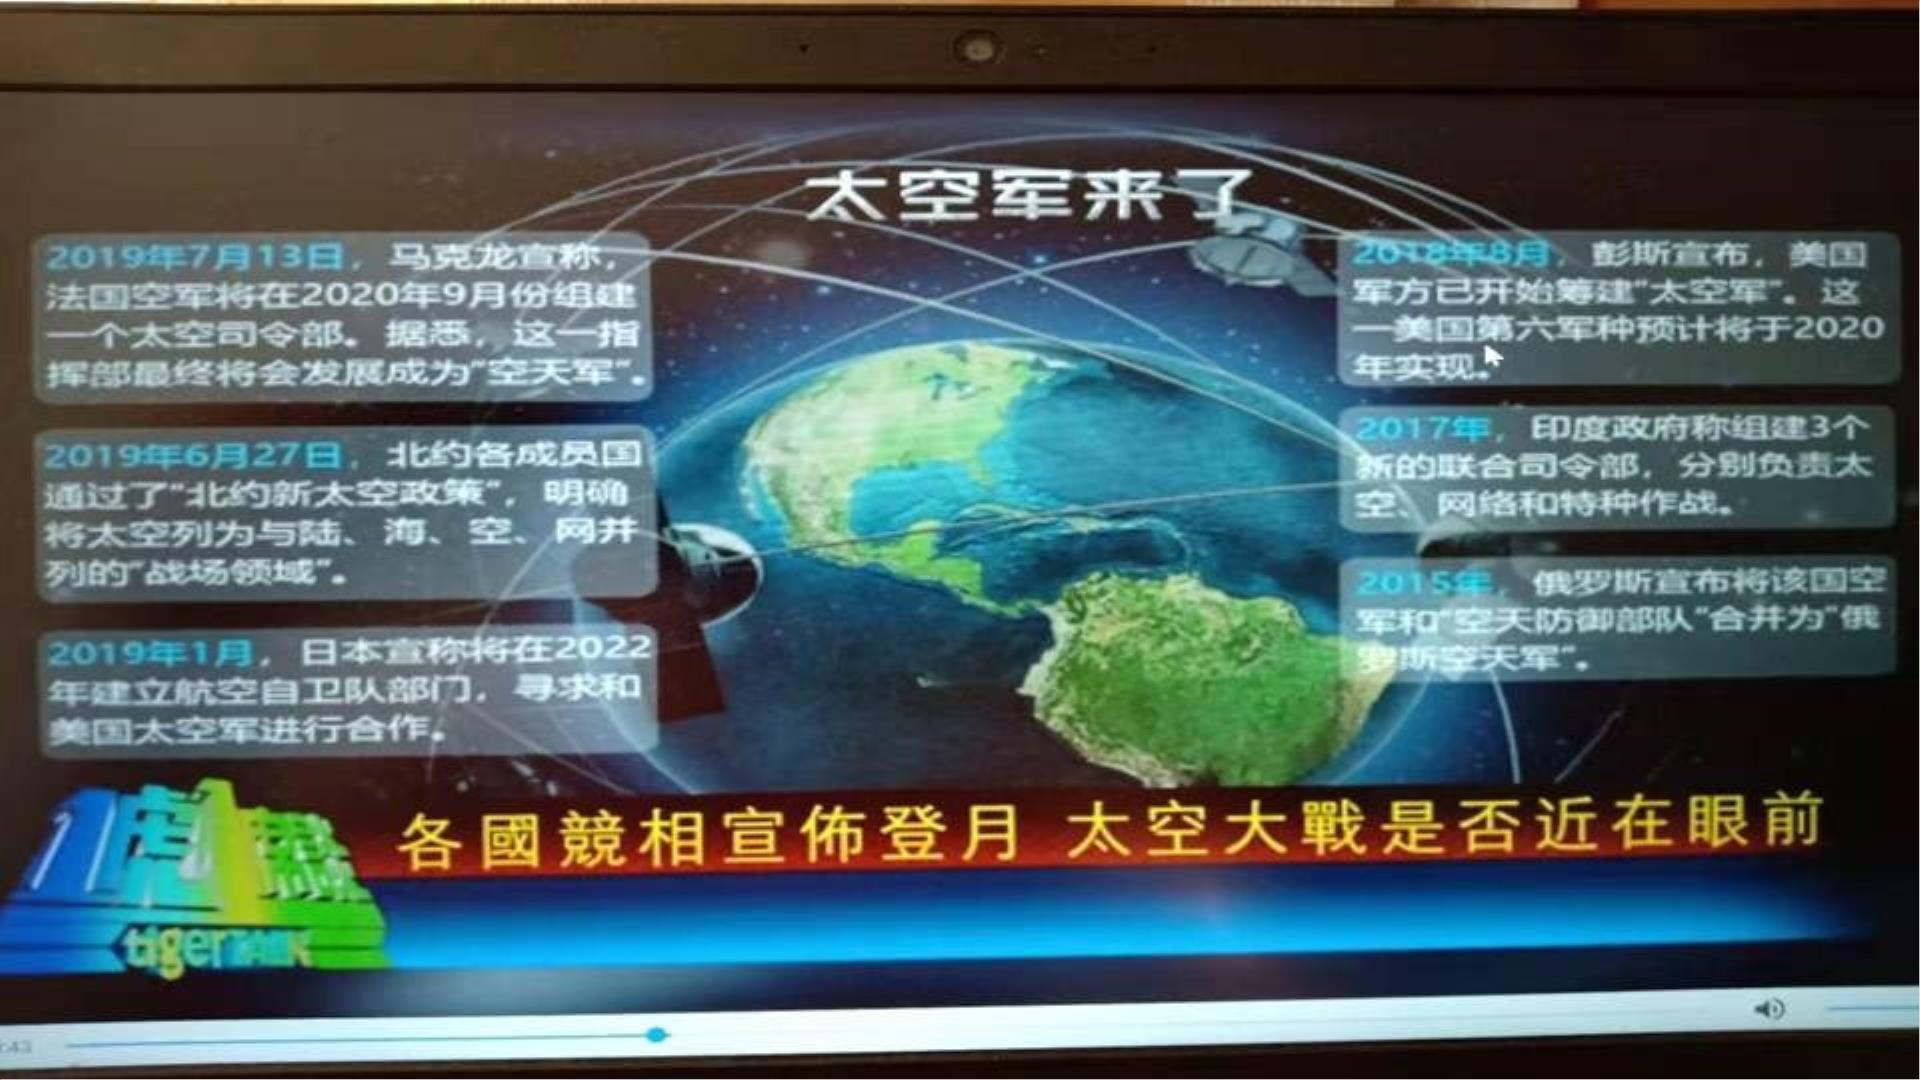 太空军来了
2019年7月13日，马克龙宣称，
法国空军将在2020年9月份组建
一个太空司令部。据悉，这一指
挥部最终将会发展成为"空天军"。
2019年6月27日，北约各成员国
通过了"北约新太空政策"，明确
将太空列为与陆、海、空、网并
列的"战场领域"。
2019年1月，日本宣称将在2022
年建立航空自卫队部门，寻求和
美国太空军进行合作。
2018年8月，彭斯宣布，美国
军方已开始筹建"太空军"。这
一美国第六军种预计将于2020
年实现。
2017年，印度政府称组建3个
新的联合司令部，分别负责太
空、网络和特种作战。
2015年，俄罗斯宣布将该国空
军和"空天防御部队"合并为"俄
罗斯空天军"。
各國競相宣佈登月 太空大戰是否近在眼前
tigerTALK
:43